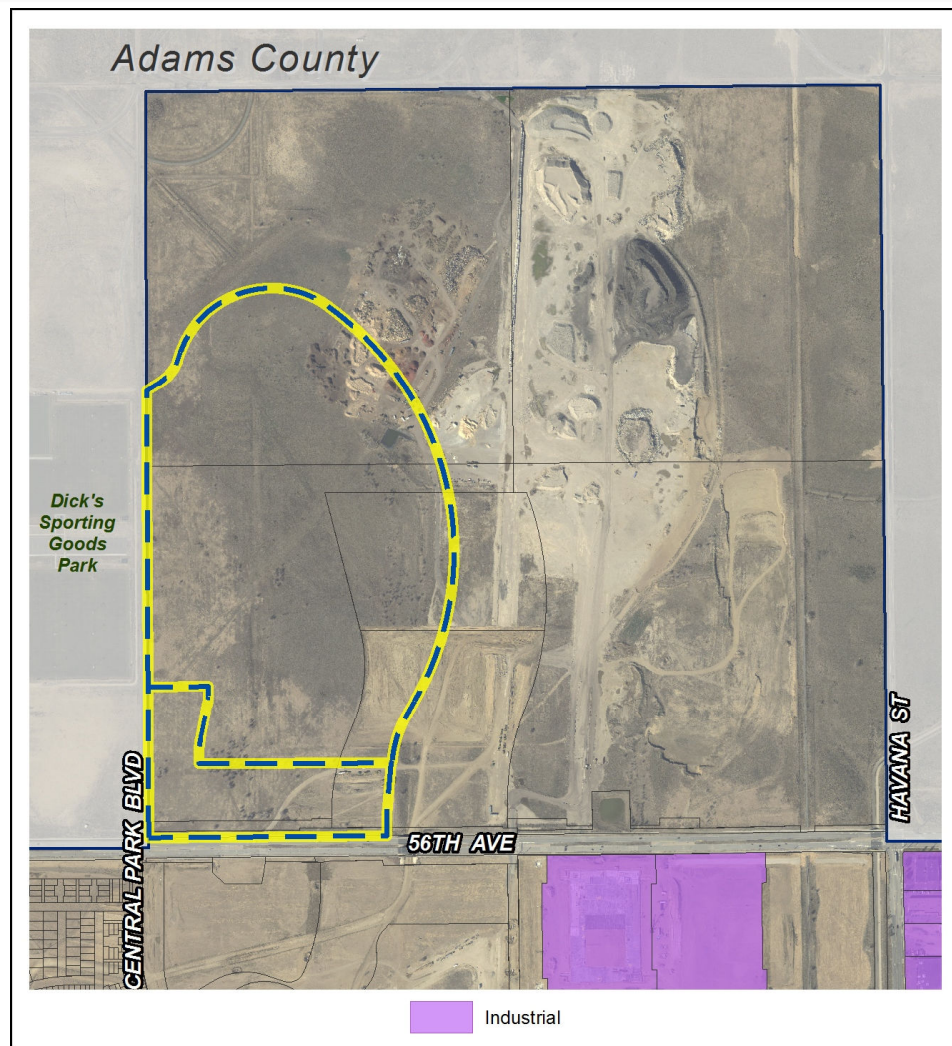 Adams County
Dick's
Sporting
Goods
Park
CENTRAL PARK BLVD
56TH AVE
HAVANA ST
Industrial